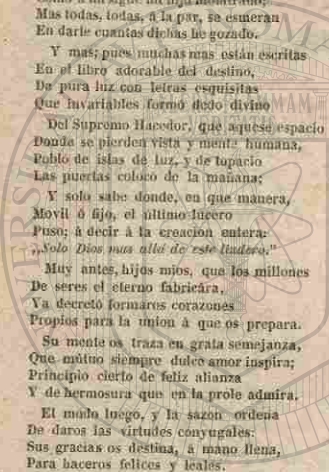 Mas todas, todas, á la par, se esmeran
En darle cuantas dichas he gozado.
Y mas; pues muchas mas están escritas
En el libro adorable del destino,
De pura luz con letras esquisitas
Que invariables formó dedo divino
Del Supremo Hacedor, que aquese espacio
Donde se pierden vista y mente humana,
Pobló de islas de luz, y de topacio
Las puertas colocó de la mañana;
Y solo sabe donde, en que manera,
Movil ó fijo, el último lucero
Puso; á decir á la creacion entera:
„Solo Dios mas allá de este lindero."
Muy antes, hijos mios, que los millones
De seres el eterno fabricára,
Ya decretó formaros corazones
Propios para la union á que os prepara.
Su mente os traza en grata semejanza,
Que mútuo siempre dulce amor inspira;
Principio cierto de feliz alianza
Y de hermosura que en la prole admira.
El modo luego, y la sazon ordena
De daros las virtudes conyugales:
Sus gracias os destina, á mano llena,
Para haceros felices y leales.